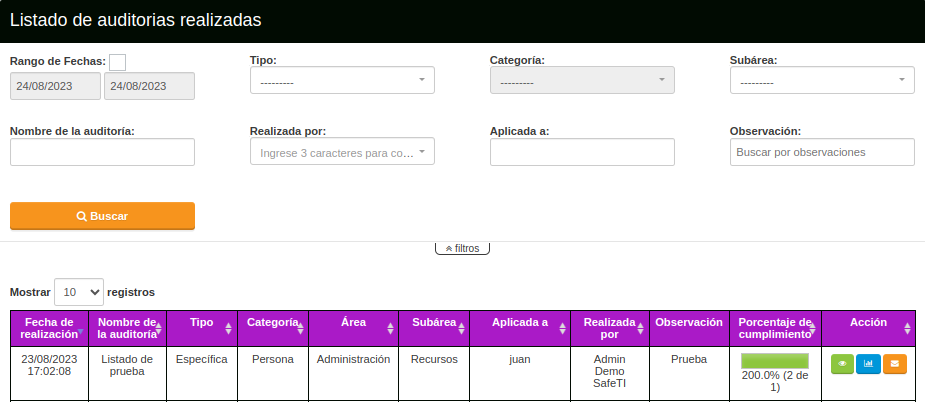 Listado de auditorias realizadas
Rango de Fechas:
24/08/2023 24/08/2023
Tipo:
---------
Categoría:
---------
Subárea:
---------
Nombre de la auditoría:
Realizada por:
Ingrese 3 caracteres para co...
Aplicada a:
Observación:
Buscar por observaciones
Buscar
filtros
Mostrar 10 registros
Fecha de realización Nombre de la auditoría Tipo Categoría Área Subárea Aplicada a Realizada por Observación Porcentaje de cumplimiento Acción
23/08/2023 17:02:08 Listado de prueba Específica Persona Administración Recursos juan Admin Demo SafeTI Prueba 200.0% (2 de 1)